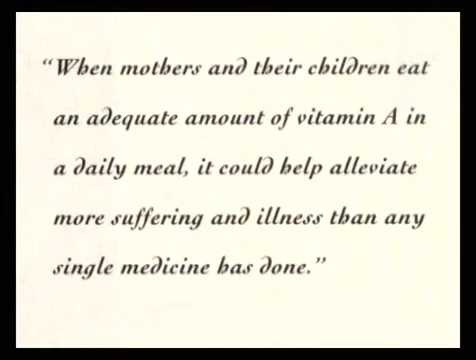 “When mothers and their children eat
an adequate amount of vitamin A in
a daily meal, it could help alleviate
more suffering and illness than any
single medicine has done.”